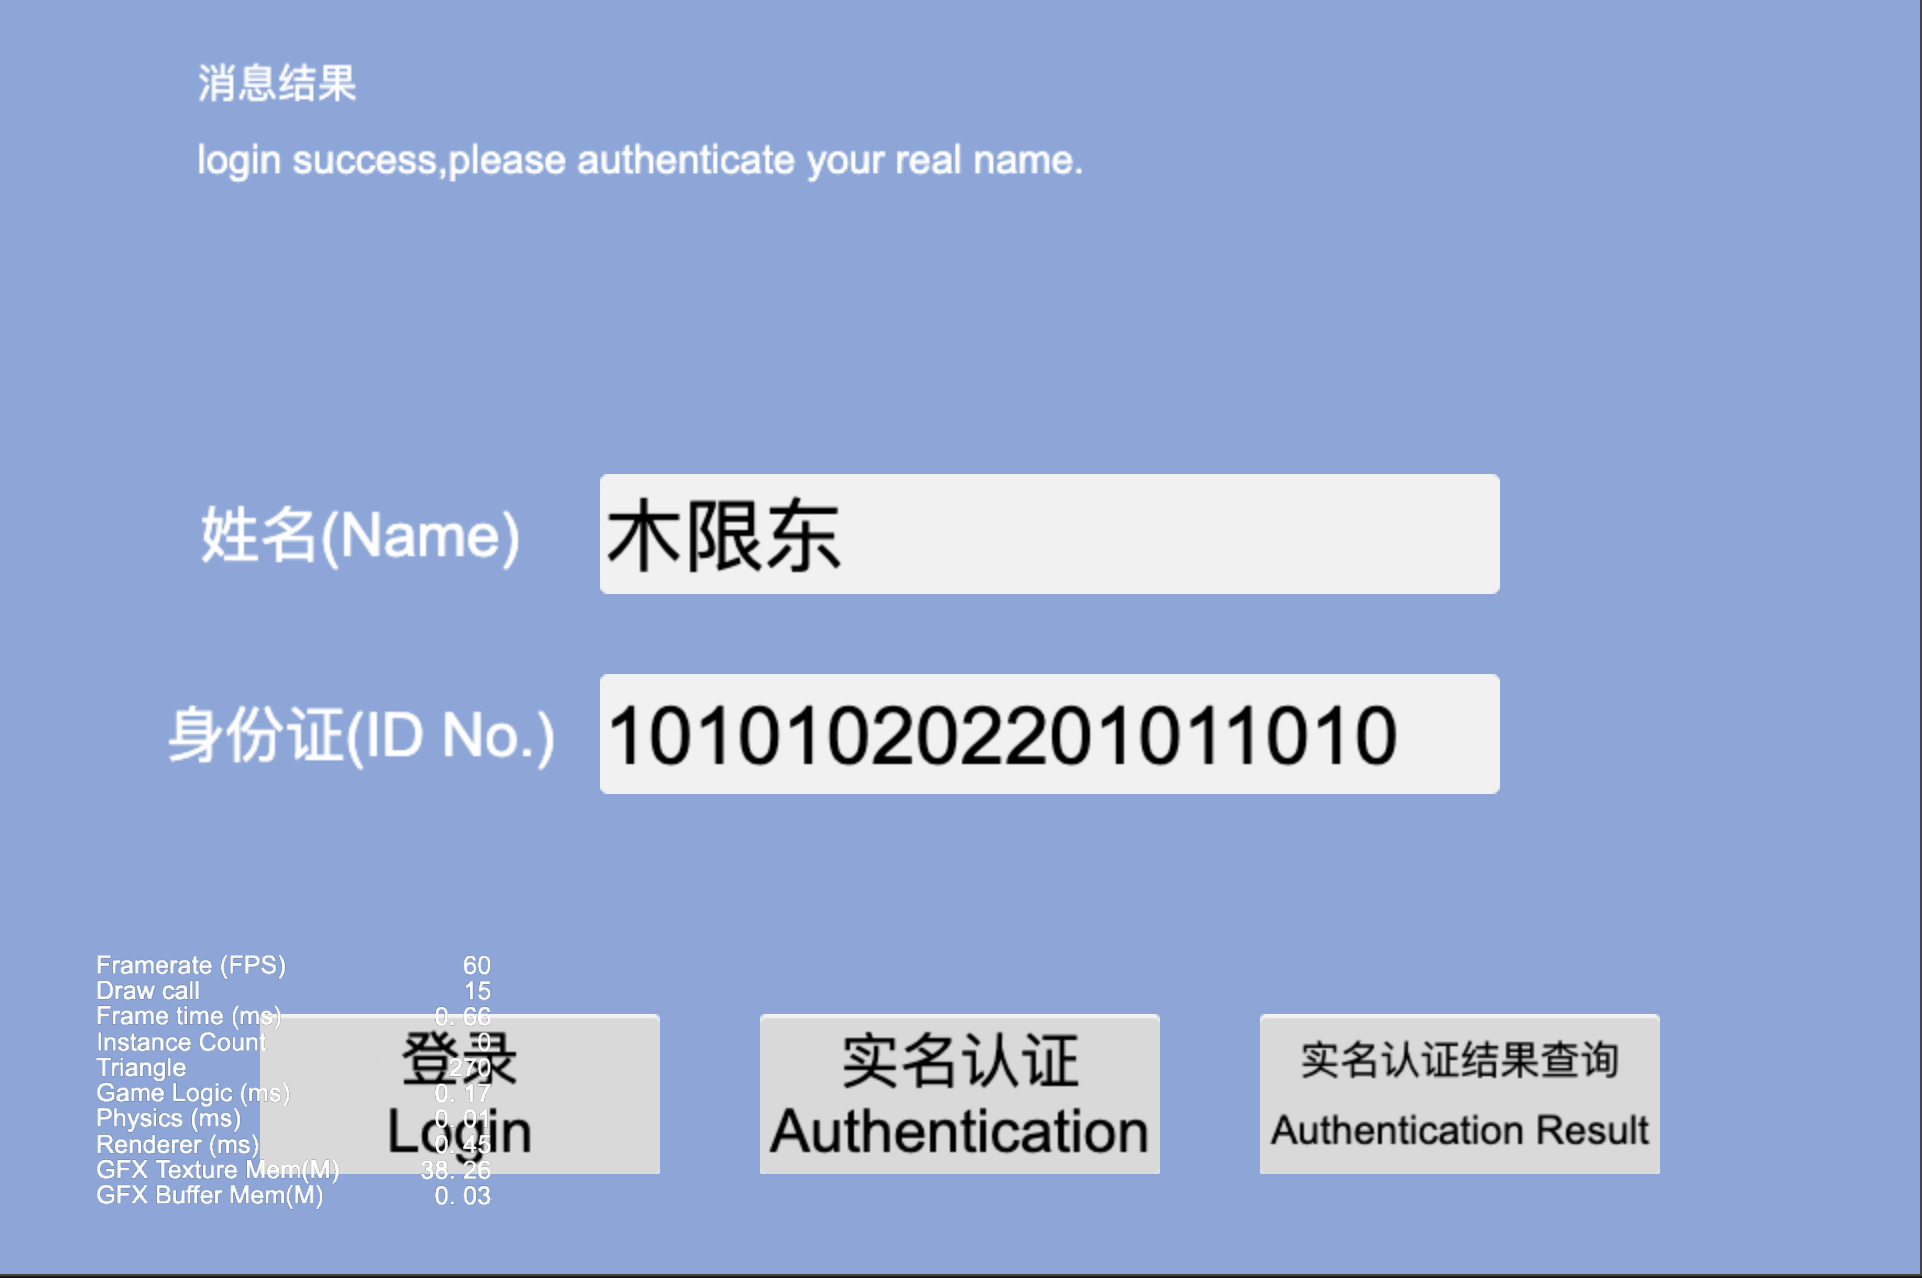 消息结果
login success,please authenticate your real name.
姓名(Name)
木限东
身份证(ID No.)
101010202201011010
Framerate (FPS) 60
Draw call 15
Frame time (ms) 0. 66
Instance Count 0
Triangle 270
Game Logic (ms) 0. 17
Physics (ms) 0. 01
Renderer (ms) 0. 45
GFX Texture Mem(M) 38. 26
GFX Buffer Mem(M) 0. 03
登录
Login
实名认证
Authentication
实名认证结果查询
Authentication Result